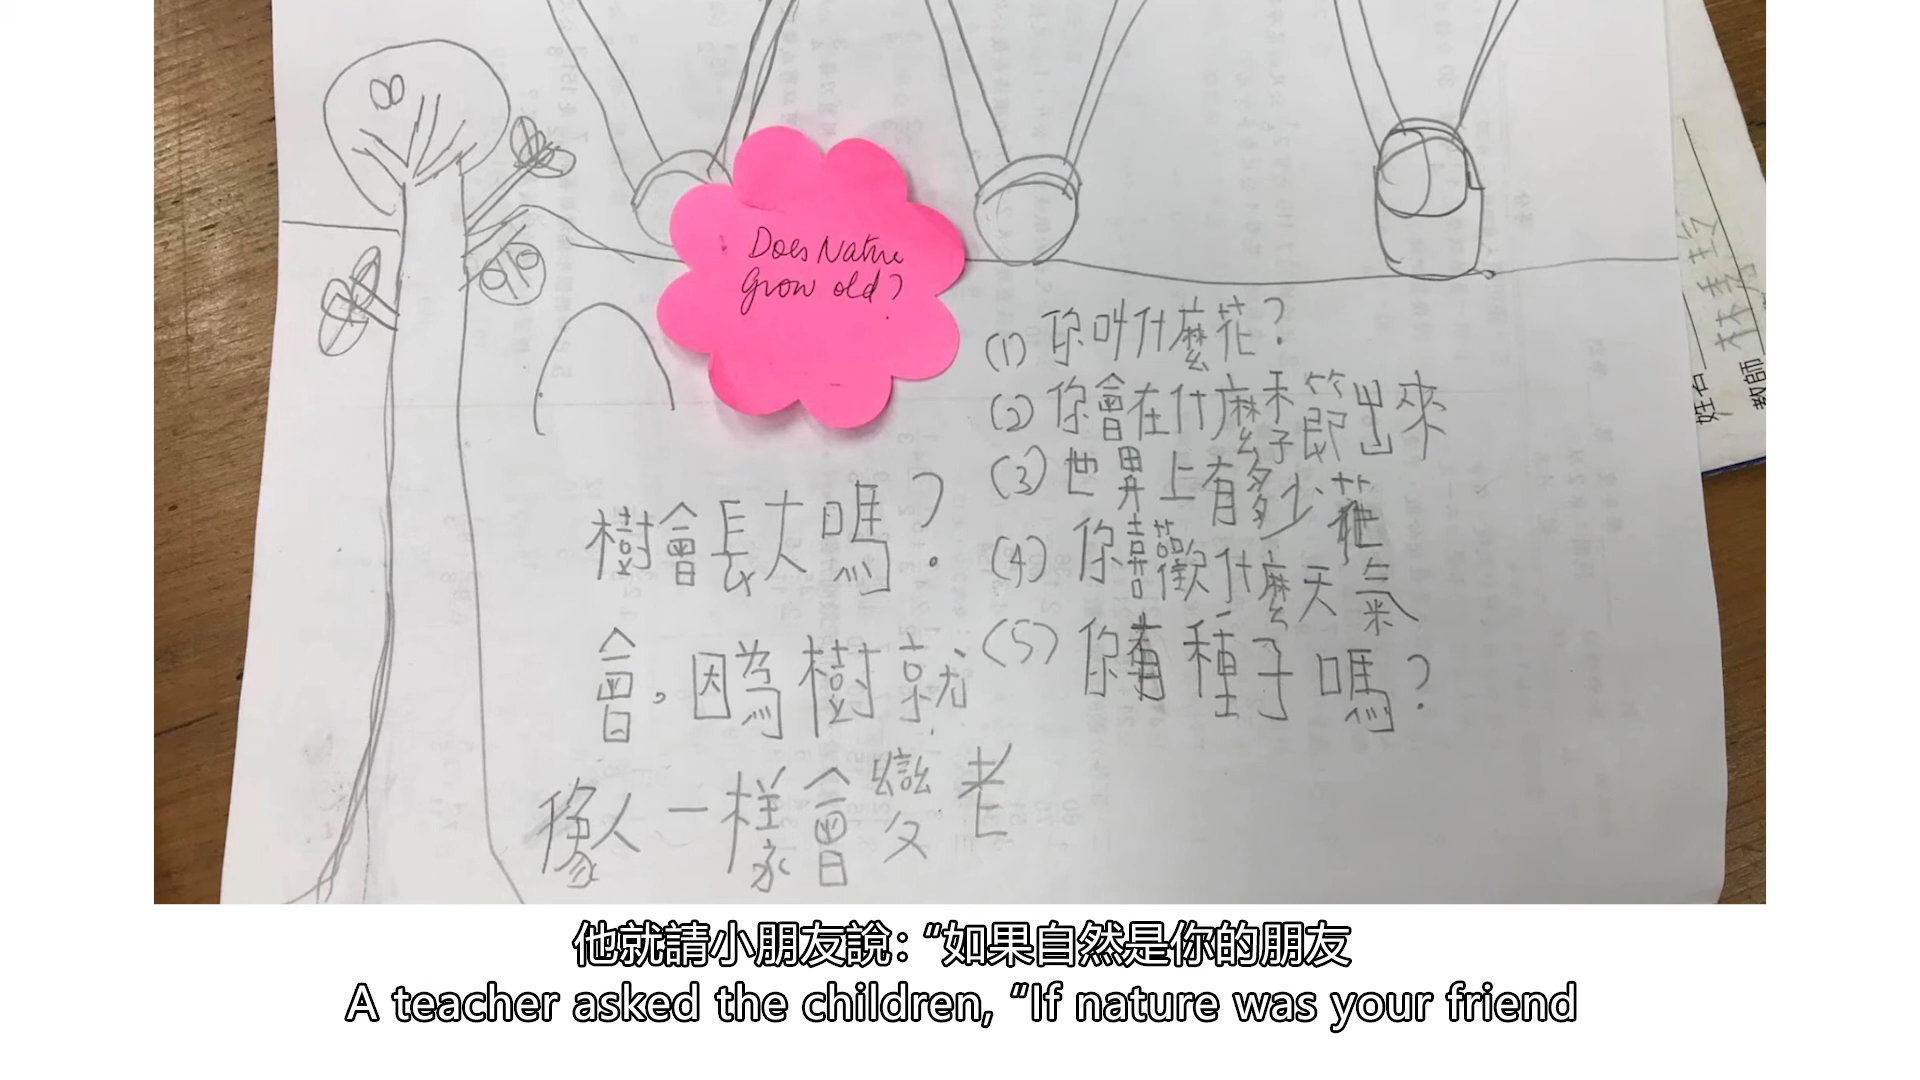 Does Nature
Grow old?
(1) 你叫什麼花?
(2) 你會在什麼季節出來
(3) 世界上有多少花
(4) 你喜歡什麼天氣
(5) 你有種子嗎?
樹會長大嗎?
會,因為樹就
像人一樣會變老
姓名
教師
他就請小朋友說：“如果自然是你的朋友
A teacher asked the children, “If nature was your friend